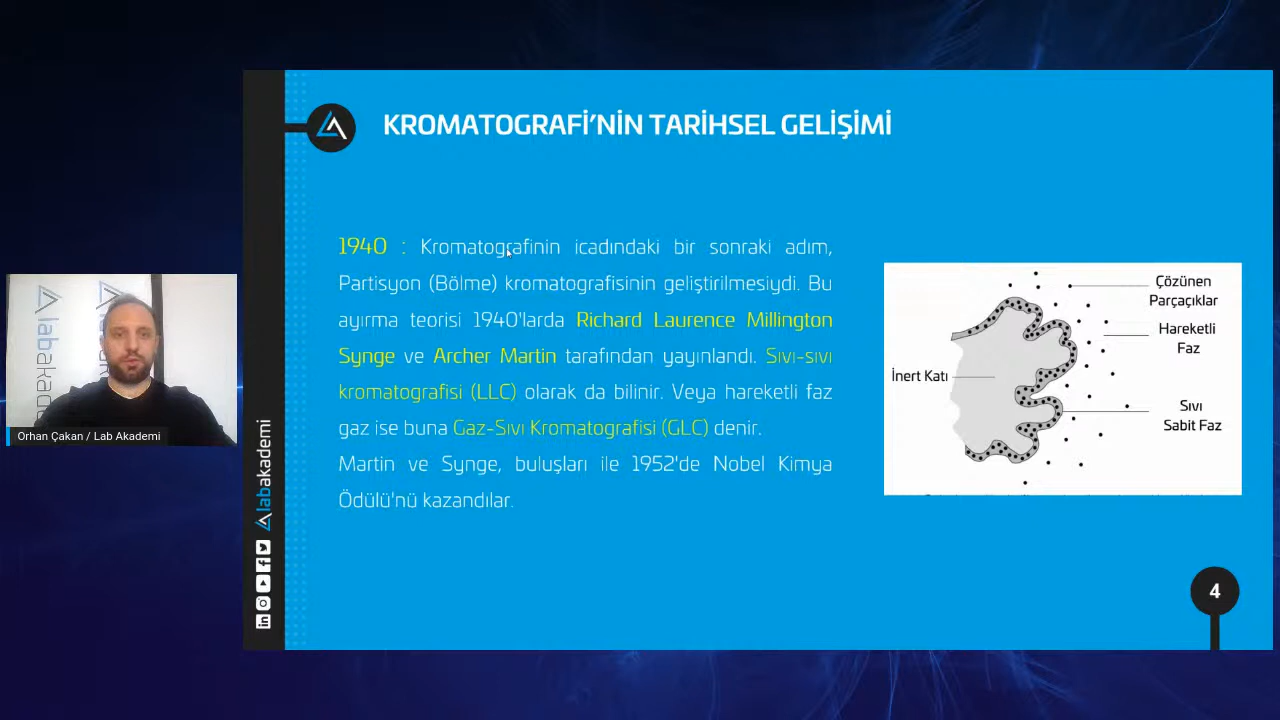 KROMATOGRAFİ’NİN TARİHSEL GELİŞİMİ
1940 : Kromatografinin icadındaki bir sonraki adım,
Partisyon (Bölme) kromatografisinin geliştirilmesiydi. Bu
ayırma teorisi 1940'larda Richard Laurence Millington
Synge ve Archer Martin tarafından yayınlandı. Sıvı-sıvı
kromatografisi (LLC) olarak da bilinir. Veya hareketli faz
gaz ise buna Gaz-Sıvı Kromatografisi (GLC) denir.
Martin ve Synge, buluşları ile 1952'de Nobel Kimya
Ödülü'nü kazandılar.
Çözünen
Parçaçıklar
Hareketli
Faz
İnert Katı
Sıvı
Sabit Faz
4
labakademi
labakade
Orhan Çakan / Lab Akademi